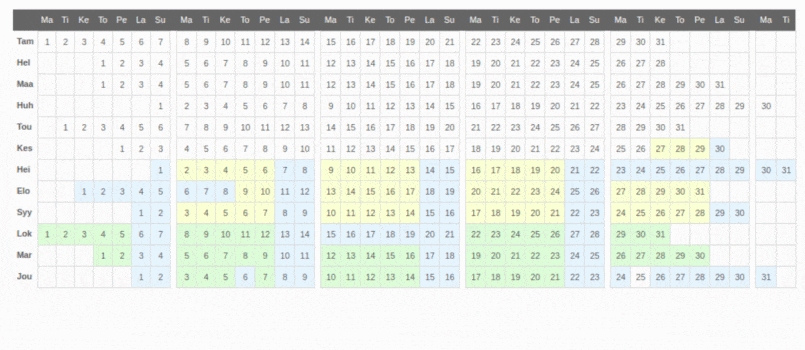 Ma Ti Ke To Pe La Su Ma Ti Ke To Pe La Su Ma Ti Ke To Pe La Su Ma Ti Ke To Pe La Su Ma Ti Ke To Pe La Su Ma Ti
Tam 1 2 3 4 5 6 7 8 9 10 11 12 13 14 15 16 17 18 19 20 21 22 23 24 25 26 27 28 29 30 31
Hel 1 2 3 4 5 6 7 8 9 10 11 12 13 14 15 16 17 18 19 20 21 22 23 24 25 26 27 28
Maa 1 2 3 4 5 6 7 8 9 10 11 12 13 14 15 16 17 18 19 20 21 22 23 24 25 26 27 28 29 30 31
Huh 1 2 3 4 5 6 7 8 9 10 11 12 13 14 15 16 17 18 19 20 21 22 23 24 25 26 27 28 29 30
Tou 1 2 3 4 5 6 7 8 9 10 11 12 13 14 15 16 17 18 19 20 21 22 23 24 25 26 27 28 29 30 31
Kes 1 2 3 4 5 6 7 8 9 10 11 12 13 14 15 16 17 18 19 20 21 22 23 24 25 26 27 28 29 30
Hei 1 2 3 4 5 6 7 8 9 10 11 12 13 14 15 16 17 18 19 20 21 22 23 24 25 26 27 28 29 30 31
Elo 1 2 3 4 5 6 7 8 9 10 11 12 13 14 15 16 17 18 19 20 21 22 23 24 25 26 27 28 29 30 31
Syy 1 2 3 4 5 6 7 8 9 10 11 12 13 14 15 16 17 18 19 20 21 22 23 24 25 26 27 28 29 30
Lok 1 2 3 4 5 6 7 8 9 10 11 12 13 14 15 16 17 18 19 20 21 22 23 24 25 26 27 28 29 30 31
Mar 1 2 3 4 5 6 7 8 9 10 11 12 13 14 15 16 17 18 19 20 21 22 23 24 25 26 27 28 29 30
Jou 1 2 3 4 5 6 7 8 9 10 11 12 13 14 15 16 17 18 19 20 21 22 23 24 25 26 27 28 29 30 31